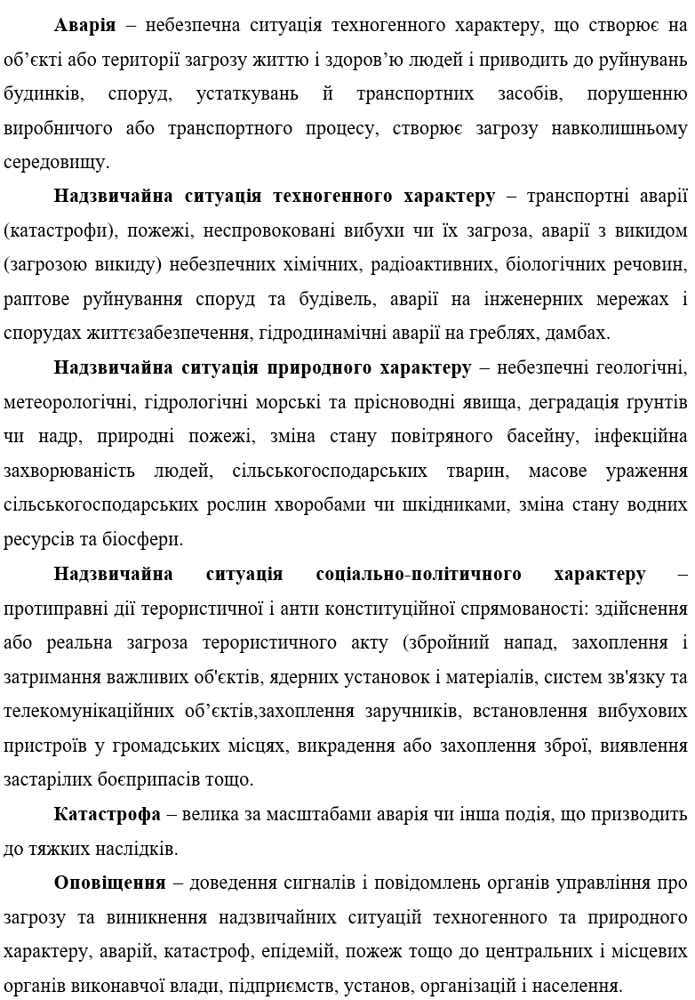 Аварія – небезпечна ситуація техногенного характеру, що створює на
об’єкті або території загрозу життю і здоров’ю людей і приводить до руйнувань
будинків, споруд, устаткувань й транспортних засобів, порушенню
виробничого або транспортного процесу, створює загрозу навколишньому
середовищу.
Надзвичайна ситуація техногенного характеру – транспортні аварії
(катастрофи), пожежі, неспровоковані вибухи чи їх загроза, аварії з викидом
(загрозою викиду) небезпечних хімічних, радіоактивних, біологічних речовин,
раптове руйнування споруд та будівель, аварії на інженерних мережах і
спорудах життєзабезпечення, гідродинамічні аварії на греблях, дамбах.
Надзвичайна ситуація природного характеру – небезпечні геологічні,
метеорологічні, гідрологічні морські та прісноводні явища, деградація ґрунтів
чи надр, природні пожежі, зміна стану повітряного басейну, інфекційна
захворюваність людей, сільськогосподарських тварин, масове ураження
сільськогосподарських рослин хворобами чи шкідниками, зміна стану водних
ресурсів та біосфери.
Надзвичайна ситуація соціально-політичного характеру –
протиправні дії терористичної і анти конституційної спрямованості: здійснення
або реальна загроза терористичного акту (збройний напад, захоплення і
затримання важливих об'єктів, ядерних установок і матеріалів, систем зв'язку та
телекомунікаційних об’єктів,захоплення заручників, встановлення вибухових
пристроїв у громадських місцях, викрадення або захоплення зброї, виявлення
застарілих боєприпасів тощо.
Катастрофа – велика за масштабами аварія чи інша подія, що призводить
до тяжких наслідків.
Оповіщення – доведення сигналів і повідомлень органів управління про
загрозу та виникнення надзвичайних ситуацій техногенного та природного
характеру, аварій, катастроф, епідемій, пожеж тощо до центральних і місцевих
органів виконавчої влади, підприємств, установ, організацій і населення.